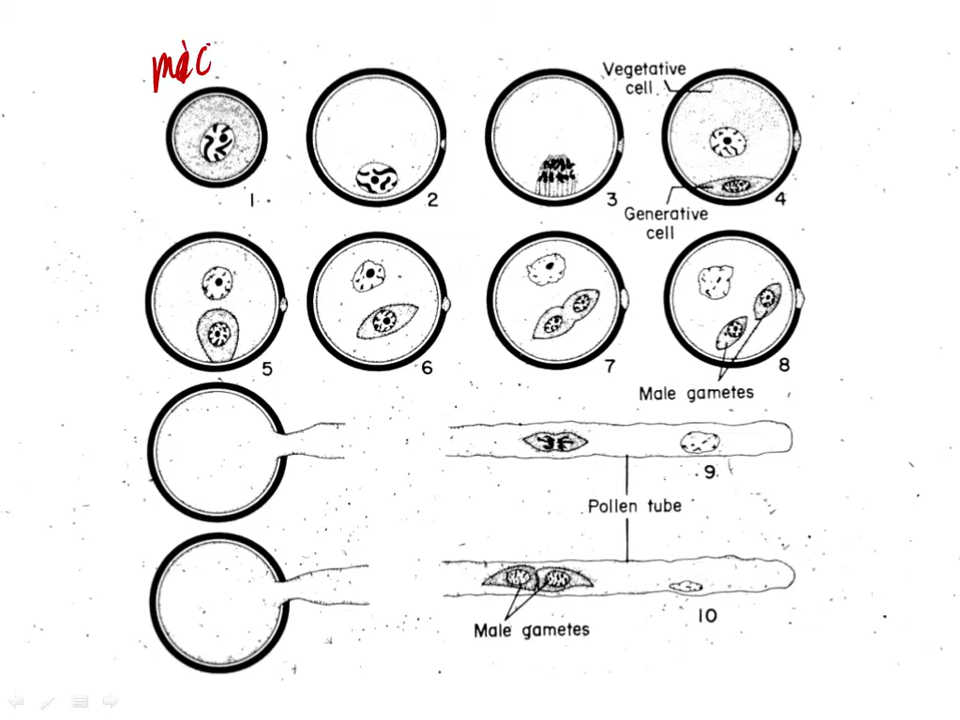 Vegetative
cell
1
2
3
4
Generative
cell
5
6
7
8
Male gametes
9
Pollen tube
10
Male gametes